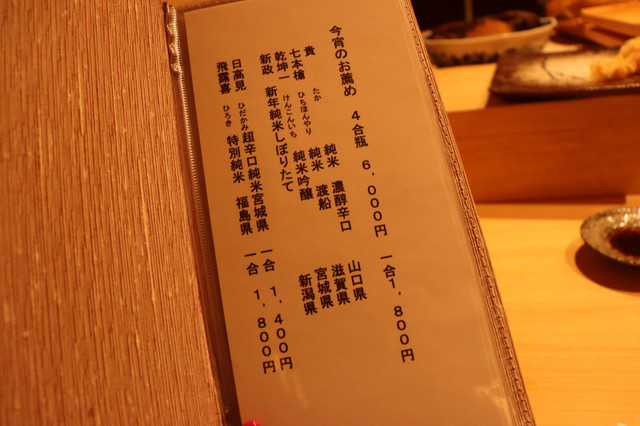 今宵のお薦め 4合瓶 6,000円 一合1,800円
貴 たか 純米 濃醇辛口 山口県
七本槍 ひちほんやり 純米 渡船 滋賀県
乾坤一 けんこんいち 純米吟醸 宮城県
新政 新年純米しぼりたて 新潟県
日高見 ひだかみ 超辛口純米 宮城県 一合 1,400円
飛露喜 ひろき 特別純米 福島県 一合 1,800円